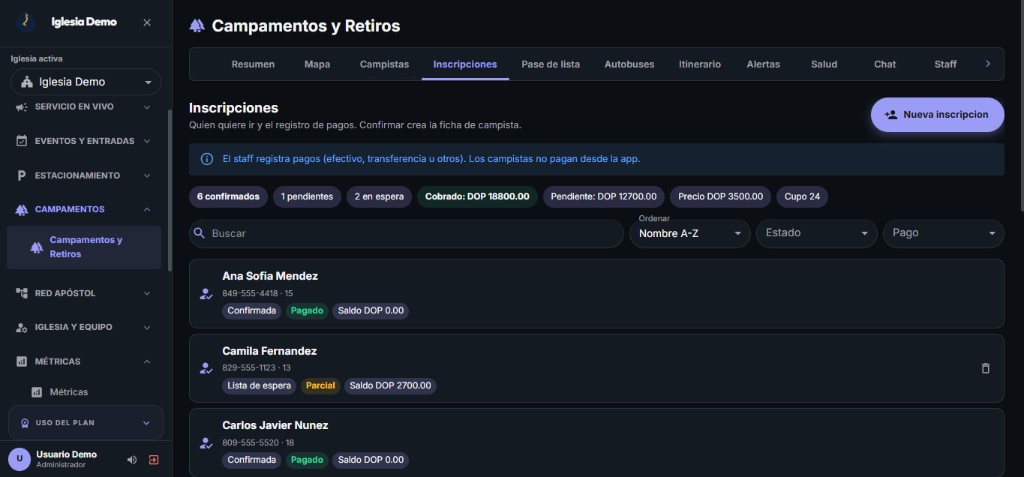 Iglesia Demo
Iglesia activa
Iglesia Demo
SERVICIO EN VIVO
EVENTOS Y ENTRADAS
ESTACIONAMIENTO
CAMPAMENTOS
Campamentos y
Retiros
RED APÓSTOL
IGLESIA Y EQUIPO
MÉTRICAS
Métricas
USO DEL PLAN
U
Usuario Demo
Administrador
Campamentos y Retiros
Resumen Mapa Campistas Inscripciones Pase de lista Autobuses Itinerario Alertas Salud Chat Staff
Inscripciones
Quien quiere ir y el registro de pagos. Confirmar crea la ficha de campista.
Nueva inscripcion
El staff registra pagos (efectivo, transferencia u otros). Los campistas no pagan desde la app.
6 confirmados 1 pendientes 2 en espera Cobrado: DOP 18800.00 Pendiente: DOP 12700.00 Precio DOP 3500.00 Cupo 24
Buscar
Ordenar
Nombre A-Z
Estado
Pago
Ana Sofia Mendez
849-555-4418 · 15
Confirmada Pagado Saldo DOP 0.00
Camila Fernandez
829-555-1123 · 13
Lista de espera Parcial Saldo DOP 2700.00
Carlos Javier Nunez
809-555-5520 · 18
Confirmada Pagado Saldo DOP 0.00